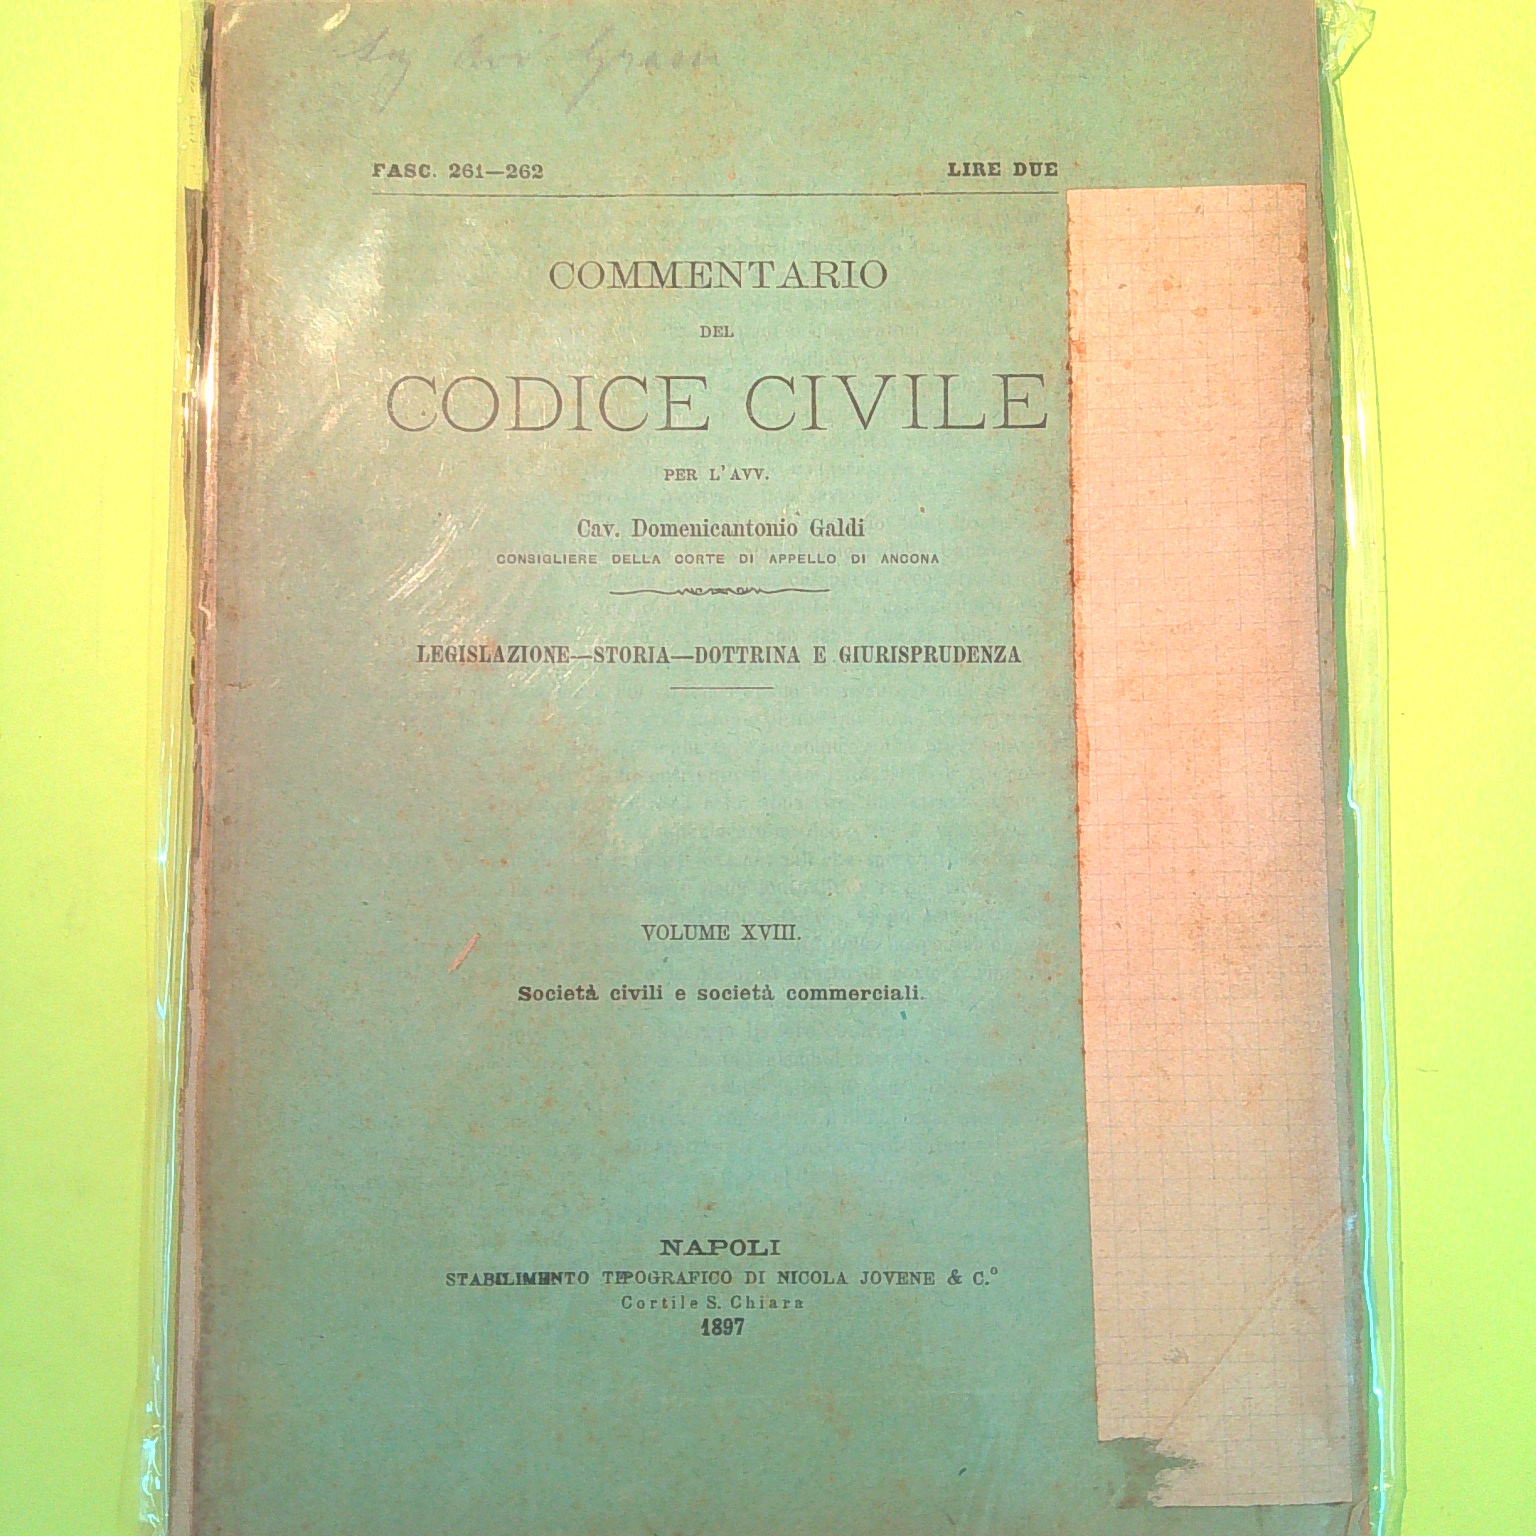 FASC. 261—262
LIRE DUE
COMMENTARIO
DEL
CODICE CIVILE
PER L'AVV.
Cav. Domenicantonio Galdi
CONSIGLIERE DELLA CORTE DI APPELLO DI ANCONA
LEGISLAZIONE—STORIA—DOTTRINA E GIURISPRUDENZA
VOLUME XVIII.
Società civili e società commerciali.
NAPOLI
STABILIMENTO TIPOGRAFICO DI NICOLA JOVENE & C.º
Cortile S. Chiara
1897